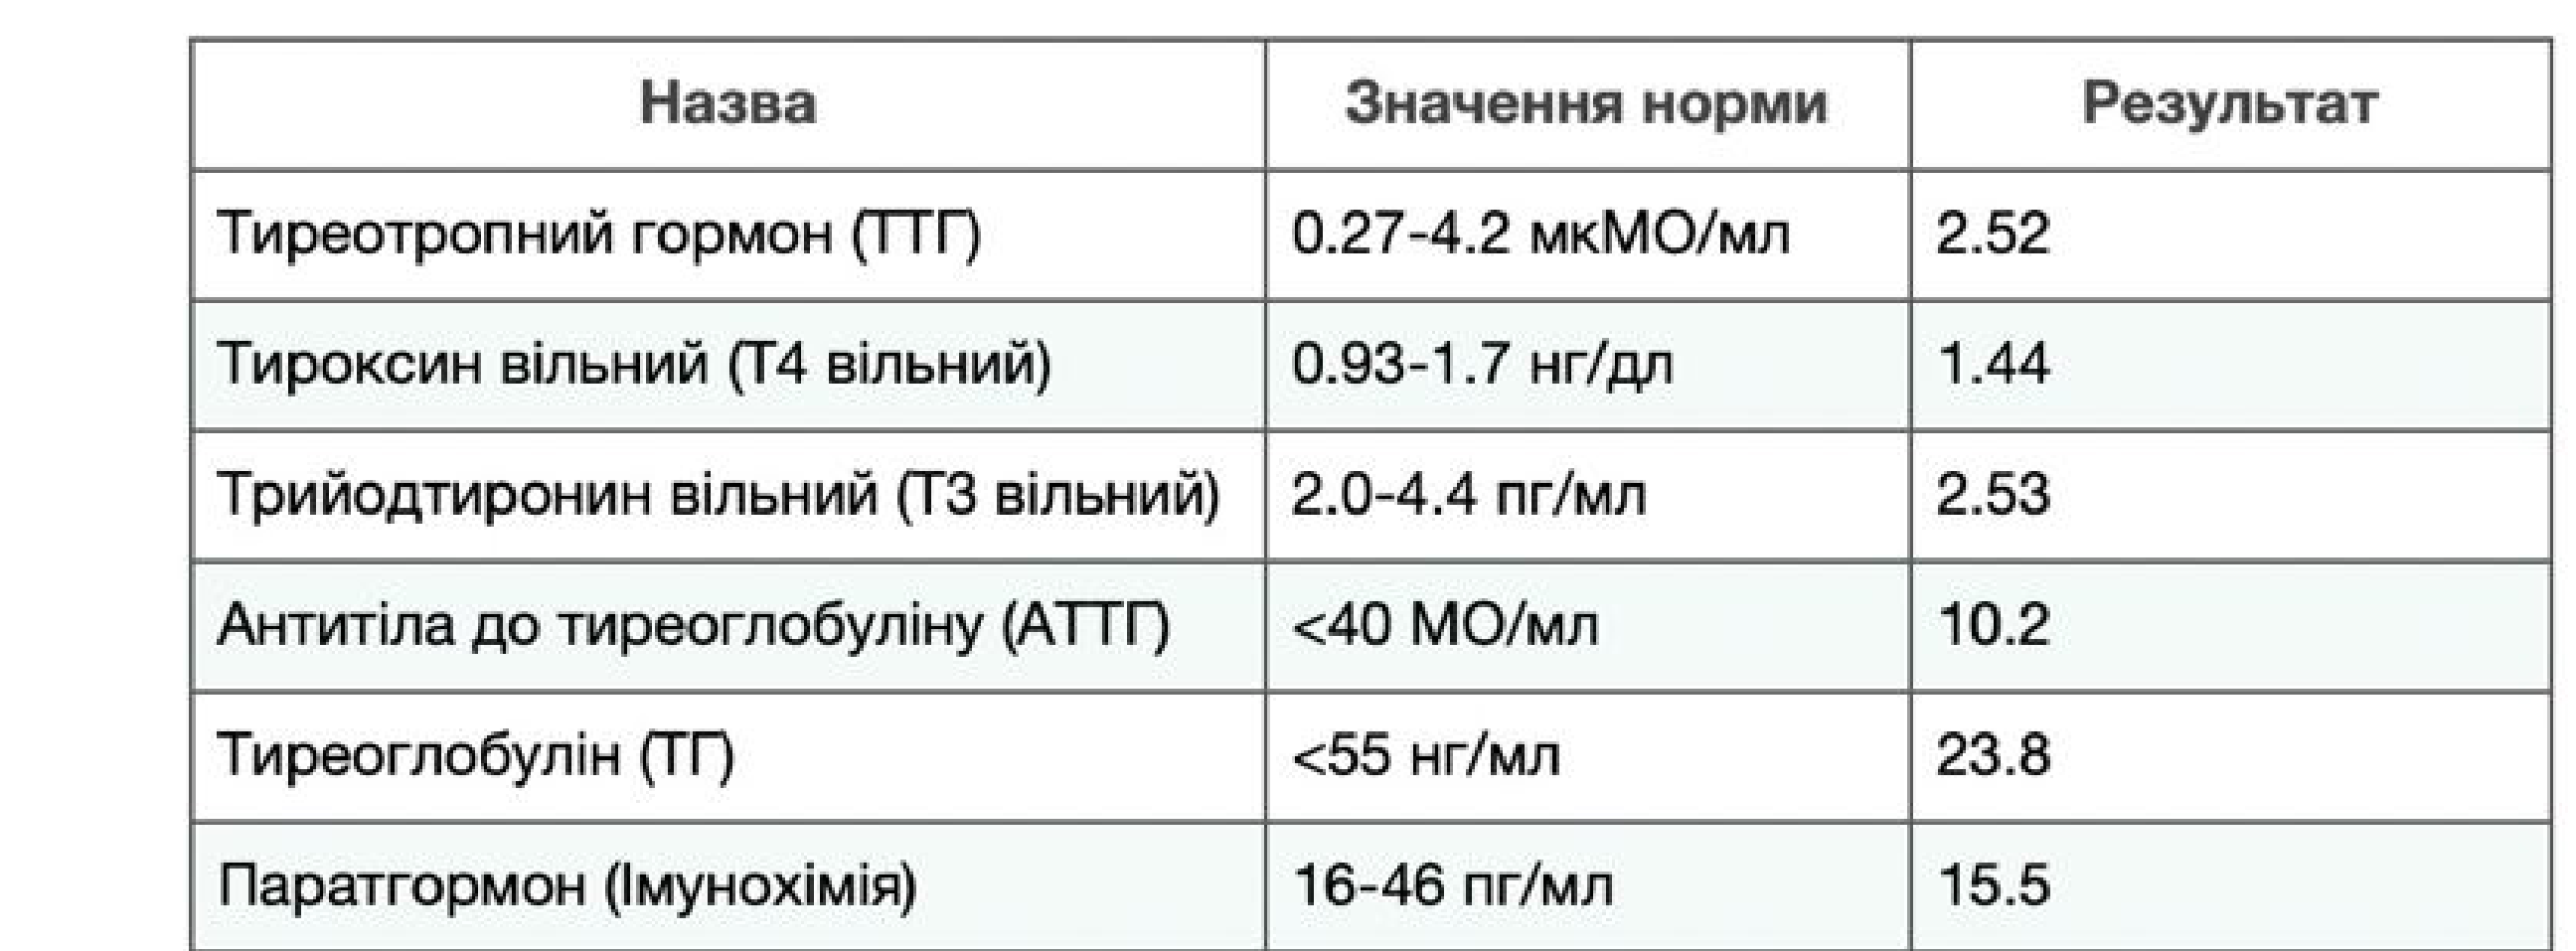 Назва Значення норми Результат
Тиреотропний гормон (ТТГ) 0.27-4.2 мкМО/мл 2.52
Тироксин вільний (Т4 вільний) 0.93-1.7 нг/дл 1.44
Трийодтиронин вільний (Т3 вільний) 2.0-4.4 пг/мл 2.53
Антитіла до тиреоглобуліну (АТТГ) <40 МО/мл 10.2
Тиреоглобулін (ТГ) <55 нг/мл 23.8
Паратгормон (Імунохімія) 16-46 пг/мл 15.5